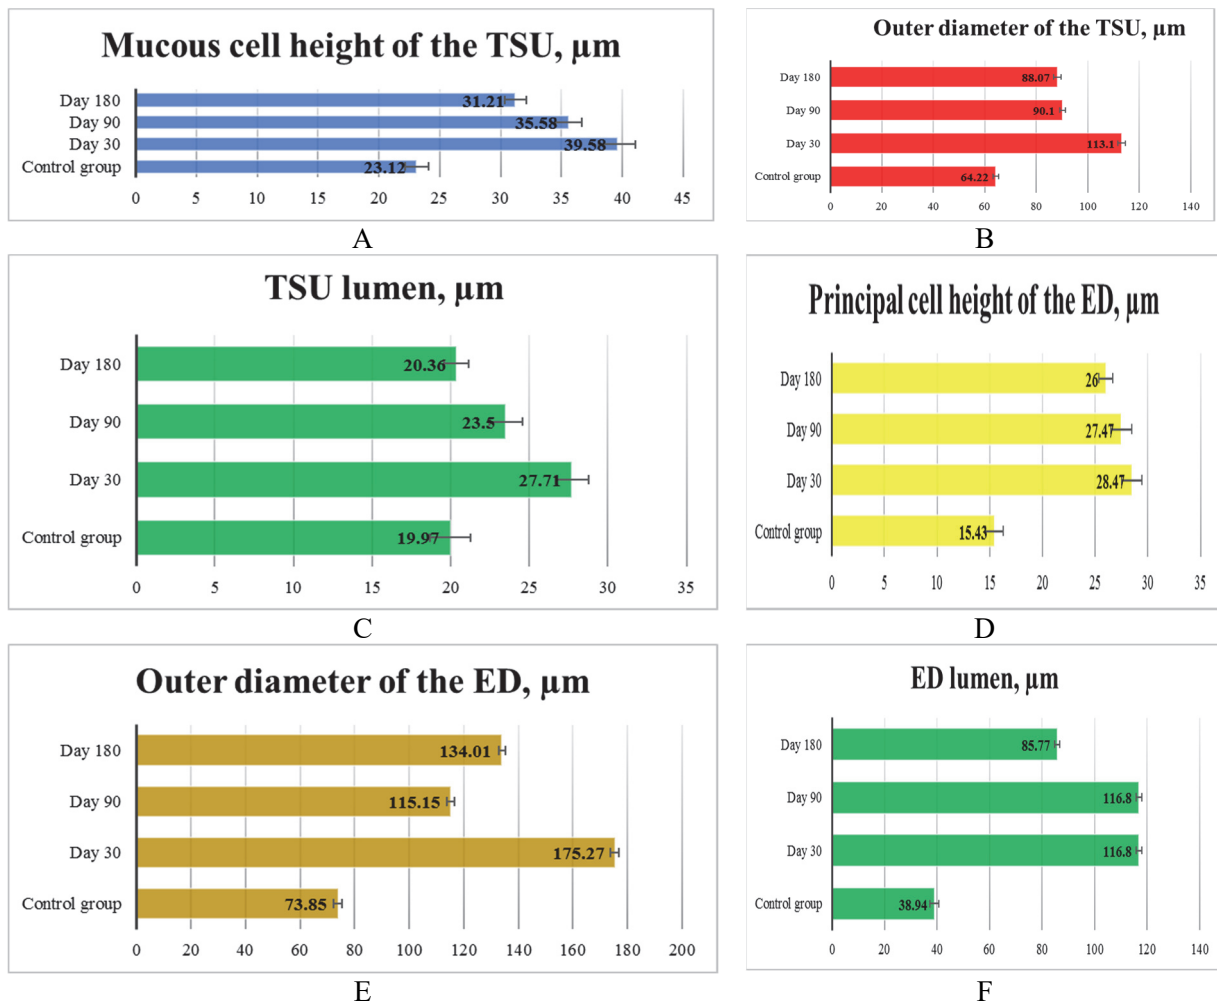 Mucous cell height of the TSU, µm
Day 180 31.21
Day 90 35.58
Day 30 39.58
Control group 23.12
0 5 10 15 20 25 30 35 40 45
A
Outer diameter of the TSU, µm
Day 180 88.07
Day 90 90.1
Day 30 113.1
Control group 64.22
0 20 40 60 80 100 120 140
B
TSU lumen, µm
Day 180 20.36
Day 90 23.5
Day 30 27.71
Control group 19.97
0 5 10 15 20 25 30 35
C
Principal cell height of the ED, µm
Day 180 26
Day 90 27.47
Day 30 28.47
Control group 15.43
0 5 10 15 20 25 30 35
D
Outer diameter of the ED, µm
Day 180 134.01
Day 90 115.15
Day 30 175.27
Control group 73.85
0 20 40 60 80 100 120 140 160 180 200
E
ED lumen, µm
Day 180 85.77
Day 90 116.8
Day 30 116.8
Control group 38.94
0 20 40 60 80 100 120 140
F